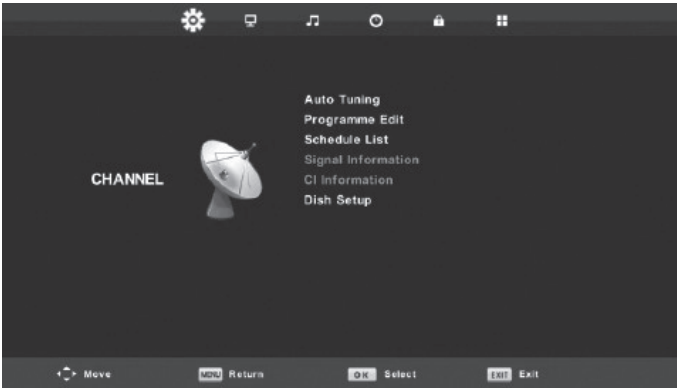 Auto Tuning
Programme Edit
Schedule List
Signal Information
CI Information
Dish Setup
CHANNEL
Move
MENU Return
OK Select
EXIT Exit